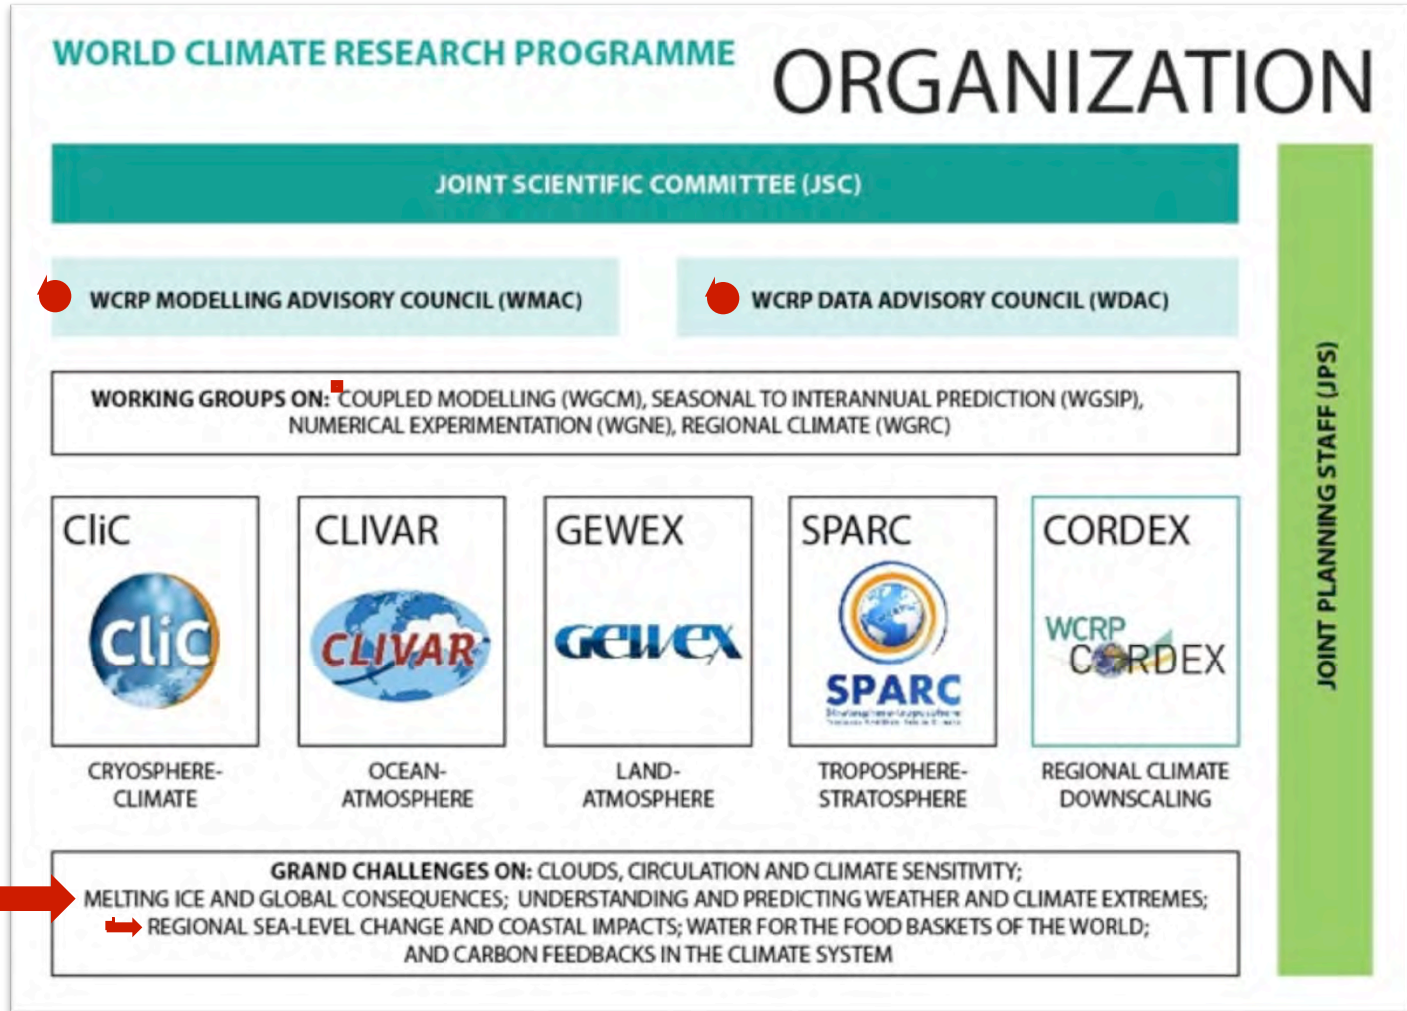 WORLD CLIMATE RESEARCH PROGRAMME
ORGANIZATION
JOINT SCIENTIFIC COMMITTEE (JSC)
WCRP MODELLING ADVISORY COUNCIL (WMAC)
WCRP DATA ADVISORY COUNCIL (WDAC)
WORKING GROUPS ON: COUPLED MODELLING (WGCM), SEASONAL TO INTERANNUAL PREDICTION (WGSIP),
NUMERICAL EXPERIMENTATION (WGNE), REGIONAL CLIMATE (WGRC)
CliC
CliC
CRYOSPHERE-
CLIMATE
CLIVAR
CLIVAR
OCEAN-
ATMOSPHERE
GEWEX
GEWEX
LAND-
ATMOSPHERE
SPARC
SPARC
TROPOSPHERE-
STRATOSPHERE
CORDEX
WCRP
CORDEX
REGIONAL CLIMATE
DOWNSCALING
GRAND CHALLENGES ON: CLOUDS, CIRCULATION AND CLIMATE SENSITIVITY;
MELTING ICE AND GLOBAL CONSEQUENCES; UNDERSTANDING AND PREDICTING WEATHER AND CLIMATE EXTREMES;
REGIONAL SEA-LEVEL CHANGE AND COASTAL IMPACTS; WATER FOR THE FOOD BASKETS OF THE WORLD;
AND CARBON FEEDBACKS IN THE CLIMATE SYSTEM
JOINT PLANNING STAFF (JPS)